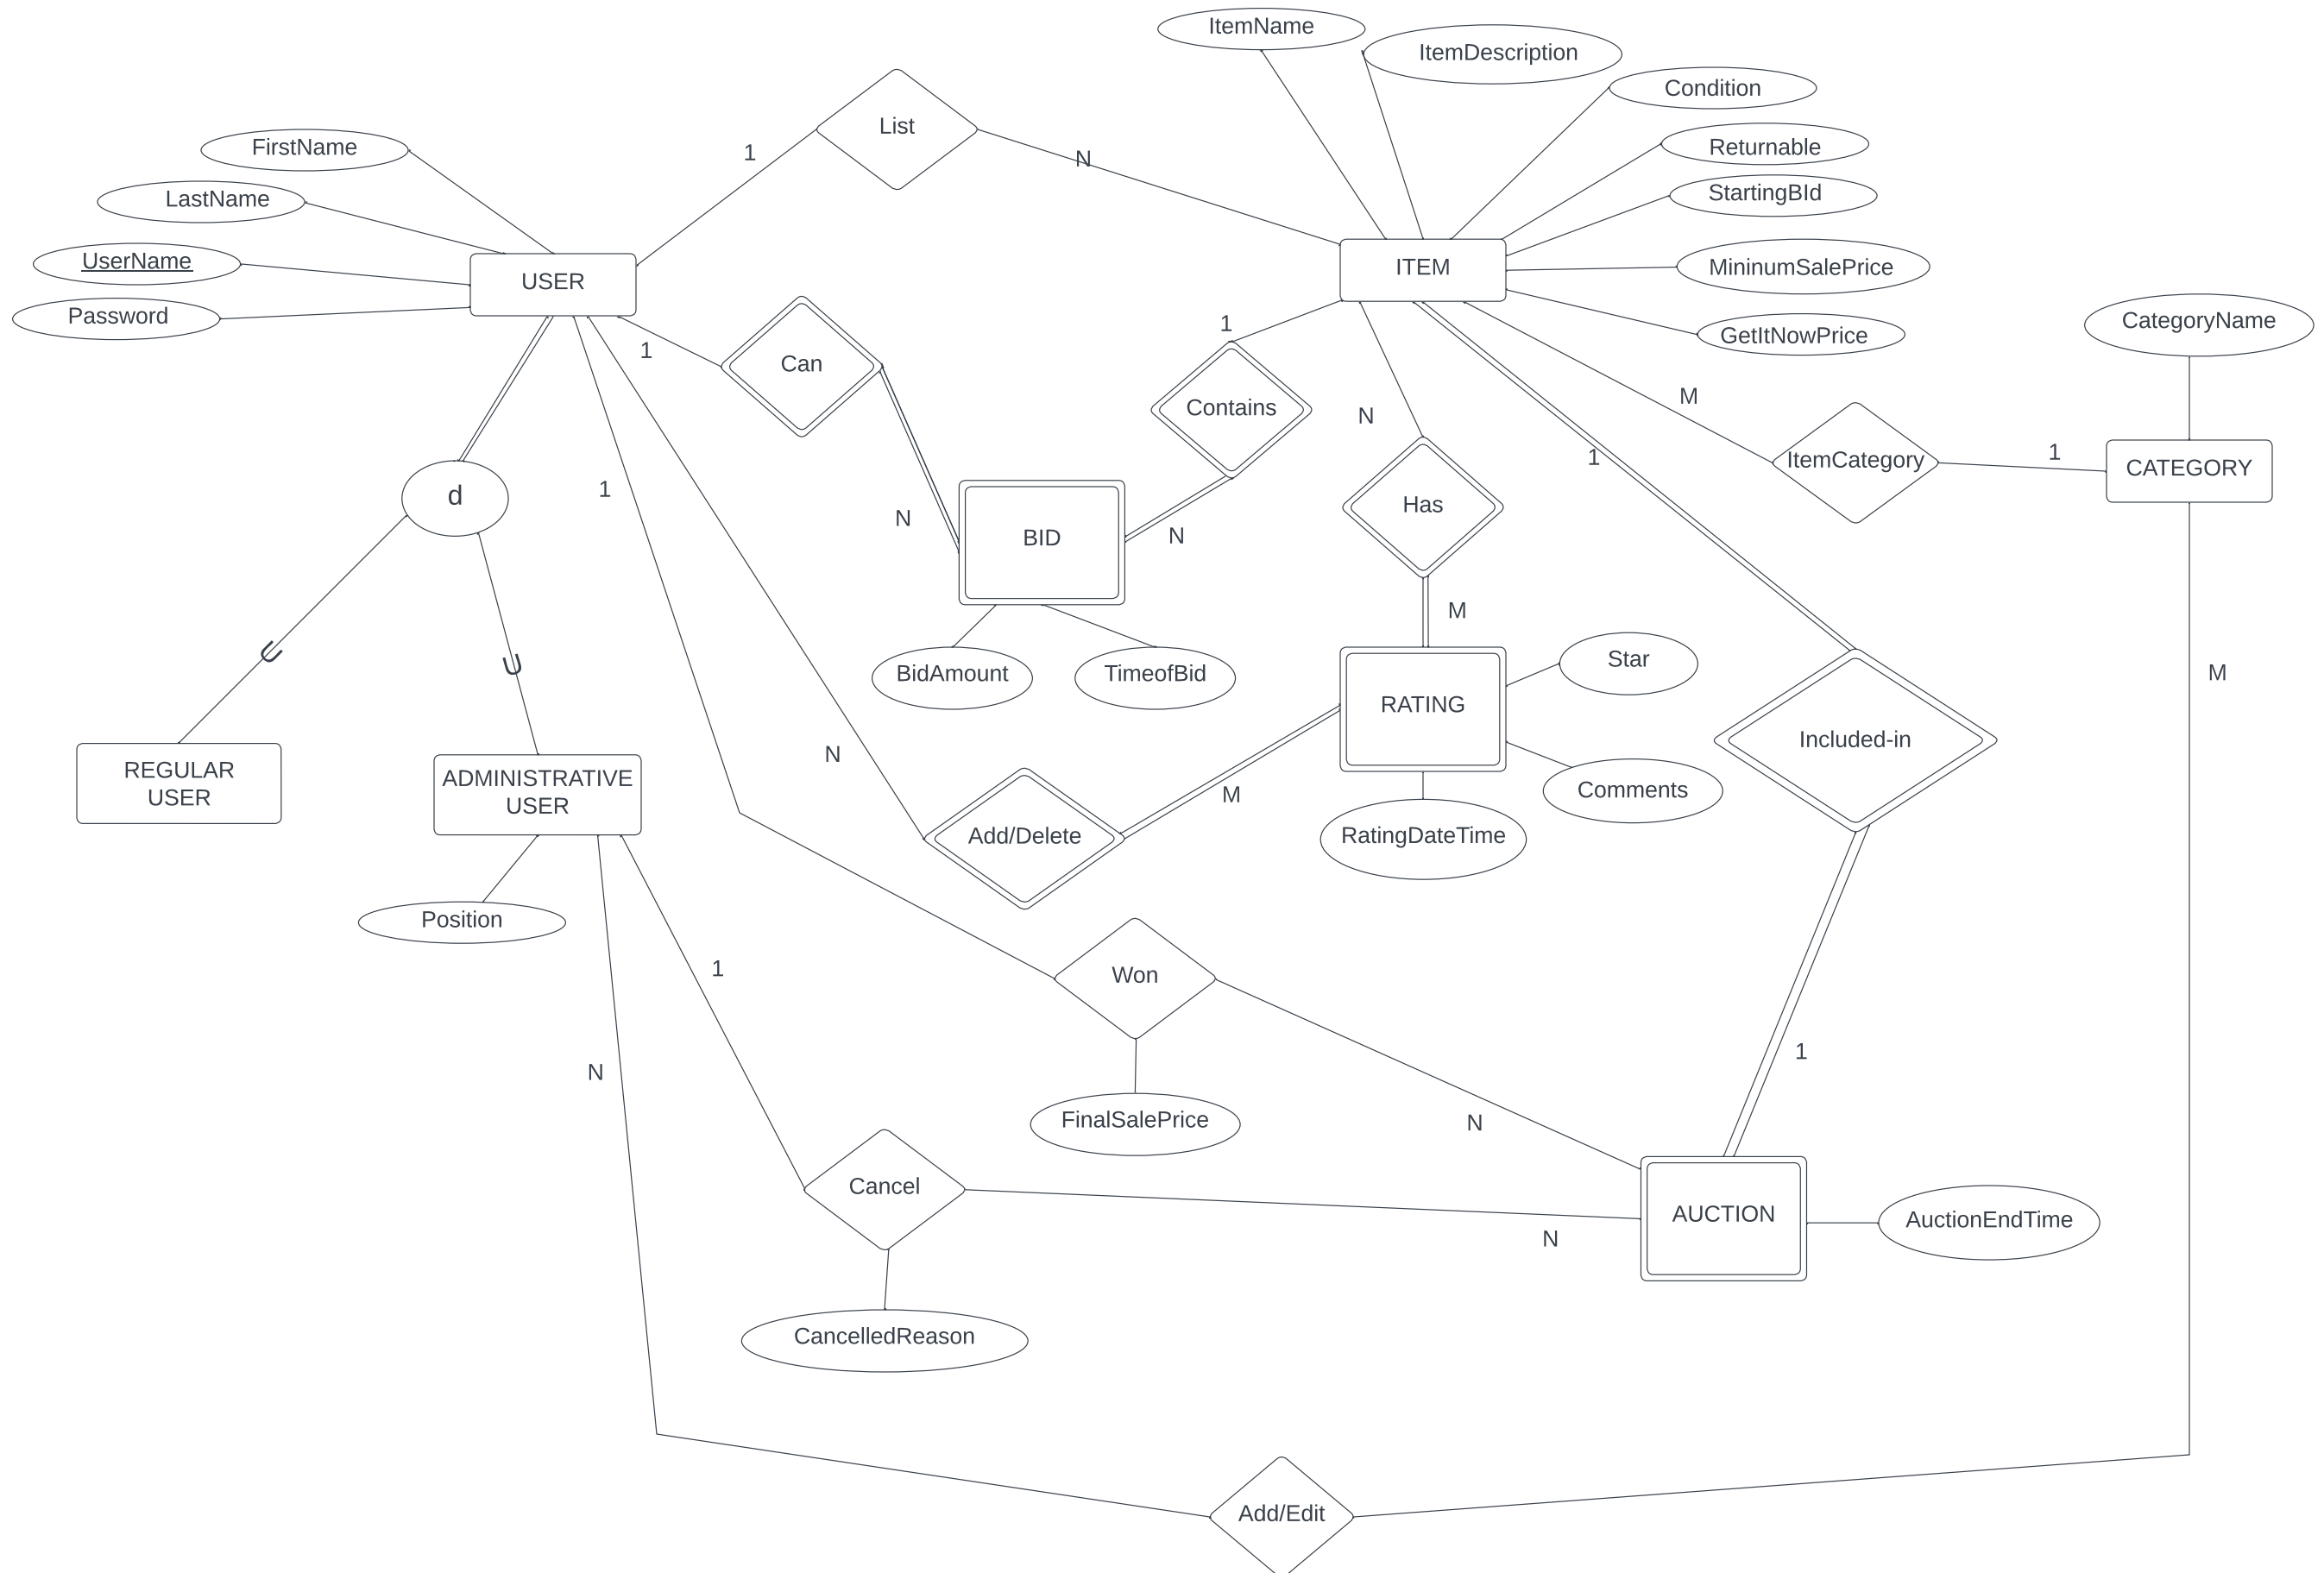 ItemName
ItemDescription
Condition
List
FirstName
1
N
Returnable
LastName
StartingBId
UserName
USER
ITEM
MininumSalePrice
Password
1
GetItNowPrice
CategoryName
1
Can
Contains
M
N
ItemCategory
1
CATEGORY
1
d
1
Has
N
BID
N
M
U
U
BidAmount
TimeofBid
Star
M
RATING
Included-in
N
REGULAR
USER
ADMINISTRATIVE
USER
M
Comments
Add/Delete
RatingDateTime
Position
1
Won
1
N
FinalSalePrice
N
Cancel
AUCTION
AuctionEndTime
N
CancelledReason
Add/Edit